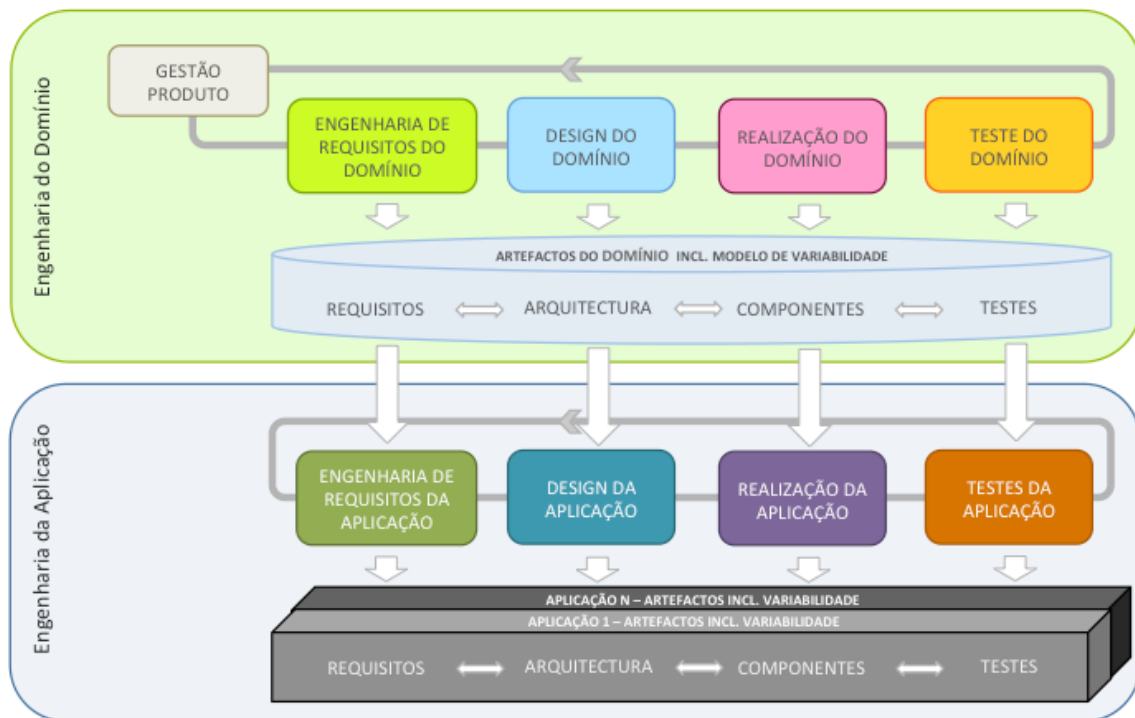 Engenharia do Domínio
GESTÃO
PRODUTO
ENGENHARIA DE
REQUISITOS DO
DOMÍNIO
DESIGN DO
DOMÍNIO
REALIZAÇÃO DO
DOMÍNIO
TESTE DO
DOMÍNIO
ARTEFACTOS DO DOMÍNIO INCL. MODELO DE VARIABILIDADE
REQUISITOS
ARQUITECTURA
COMPONENTES
TESTES
Engenharia da Aplicação
ENGENHARIA DE
REQUISITOS DA
APLICAÇÃO
DESIGN DA
APLICAÇÃO
REALIZAÇÃO DA
APLICAÇÃO
TESTES DA
APLICAÇÃO
APLICAÇÃO N – ARTEFACTOS INCL. VARIABILIDADE
APLICAÇÃO 1 – ARTEFACTOS INCL. VARIABILIDADE
REQUISITOS
ARQUITECTURA
COMPONENTES
TESTES